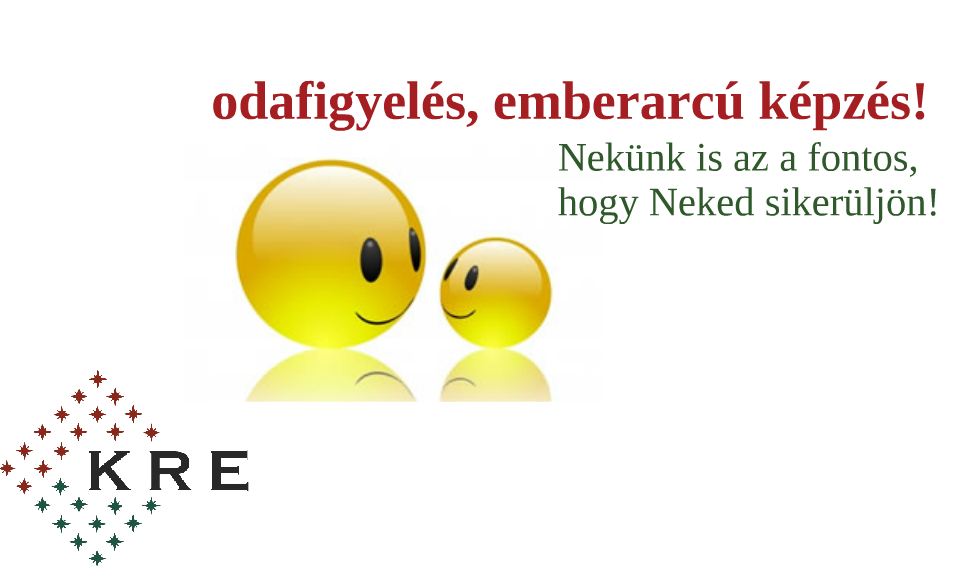 odafigyelés, emberarcú képzés!
Nekünk is az a fontos,
hogy Neked sikerüljön!
KRE